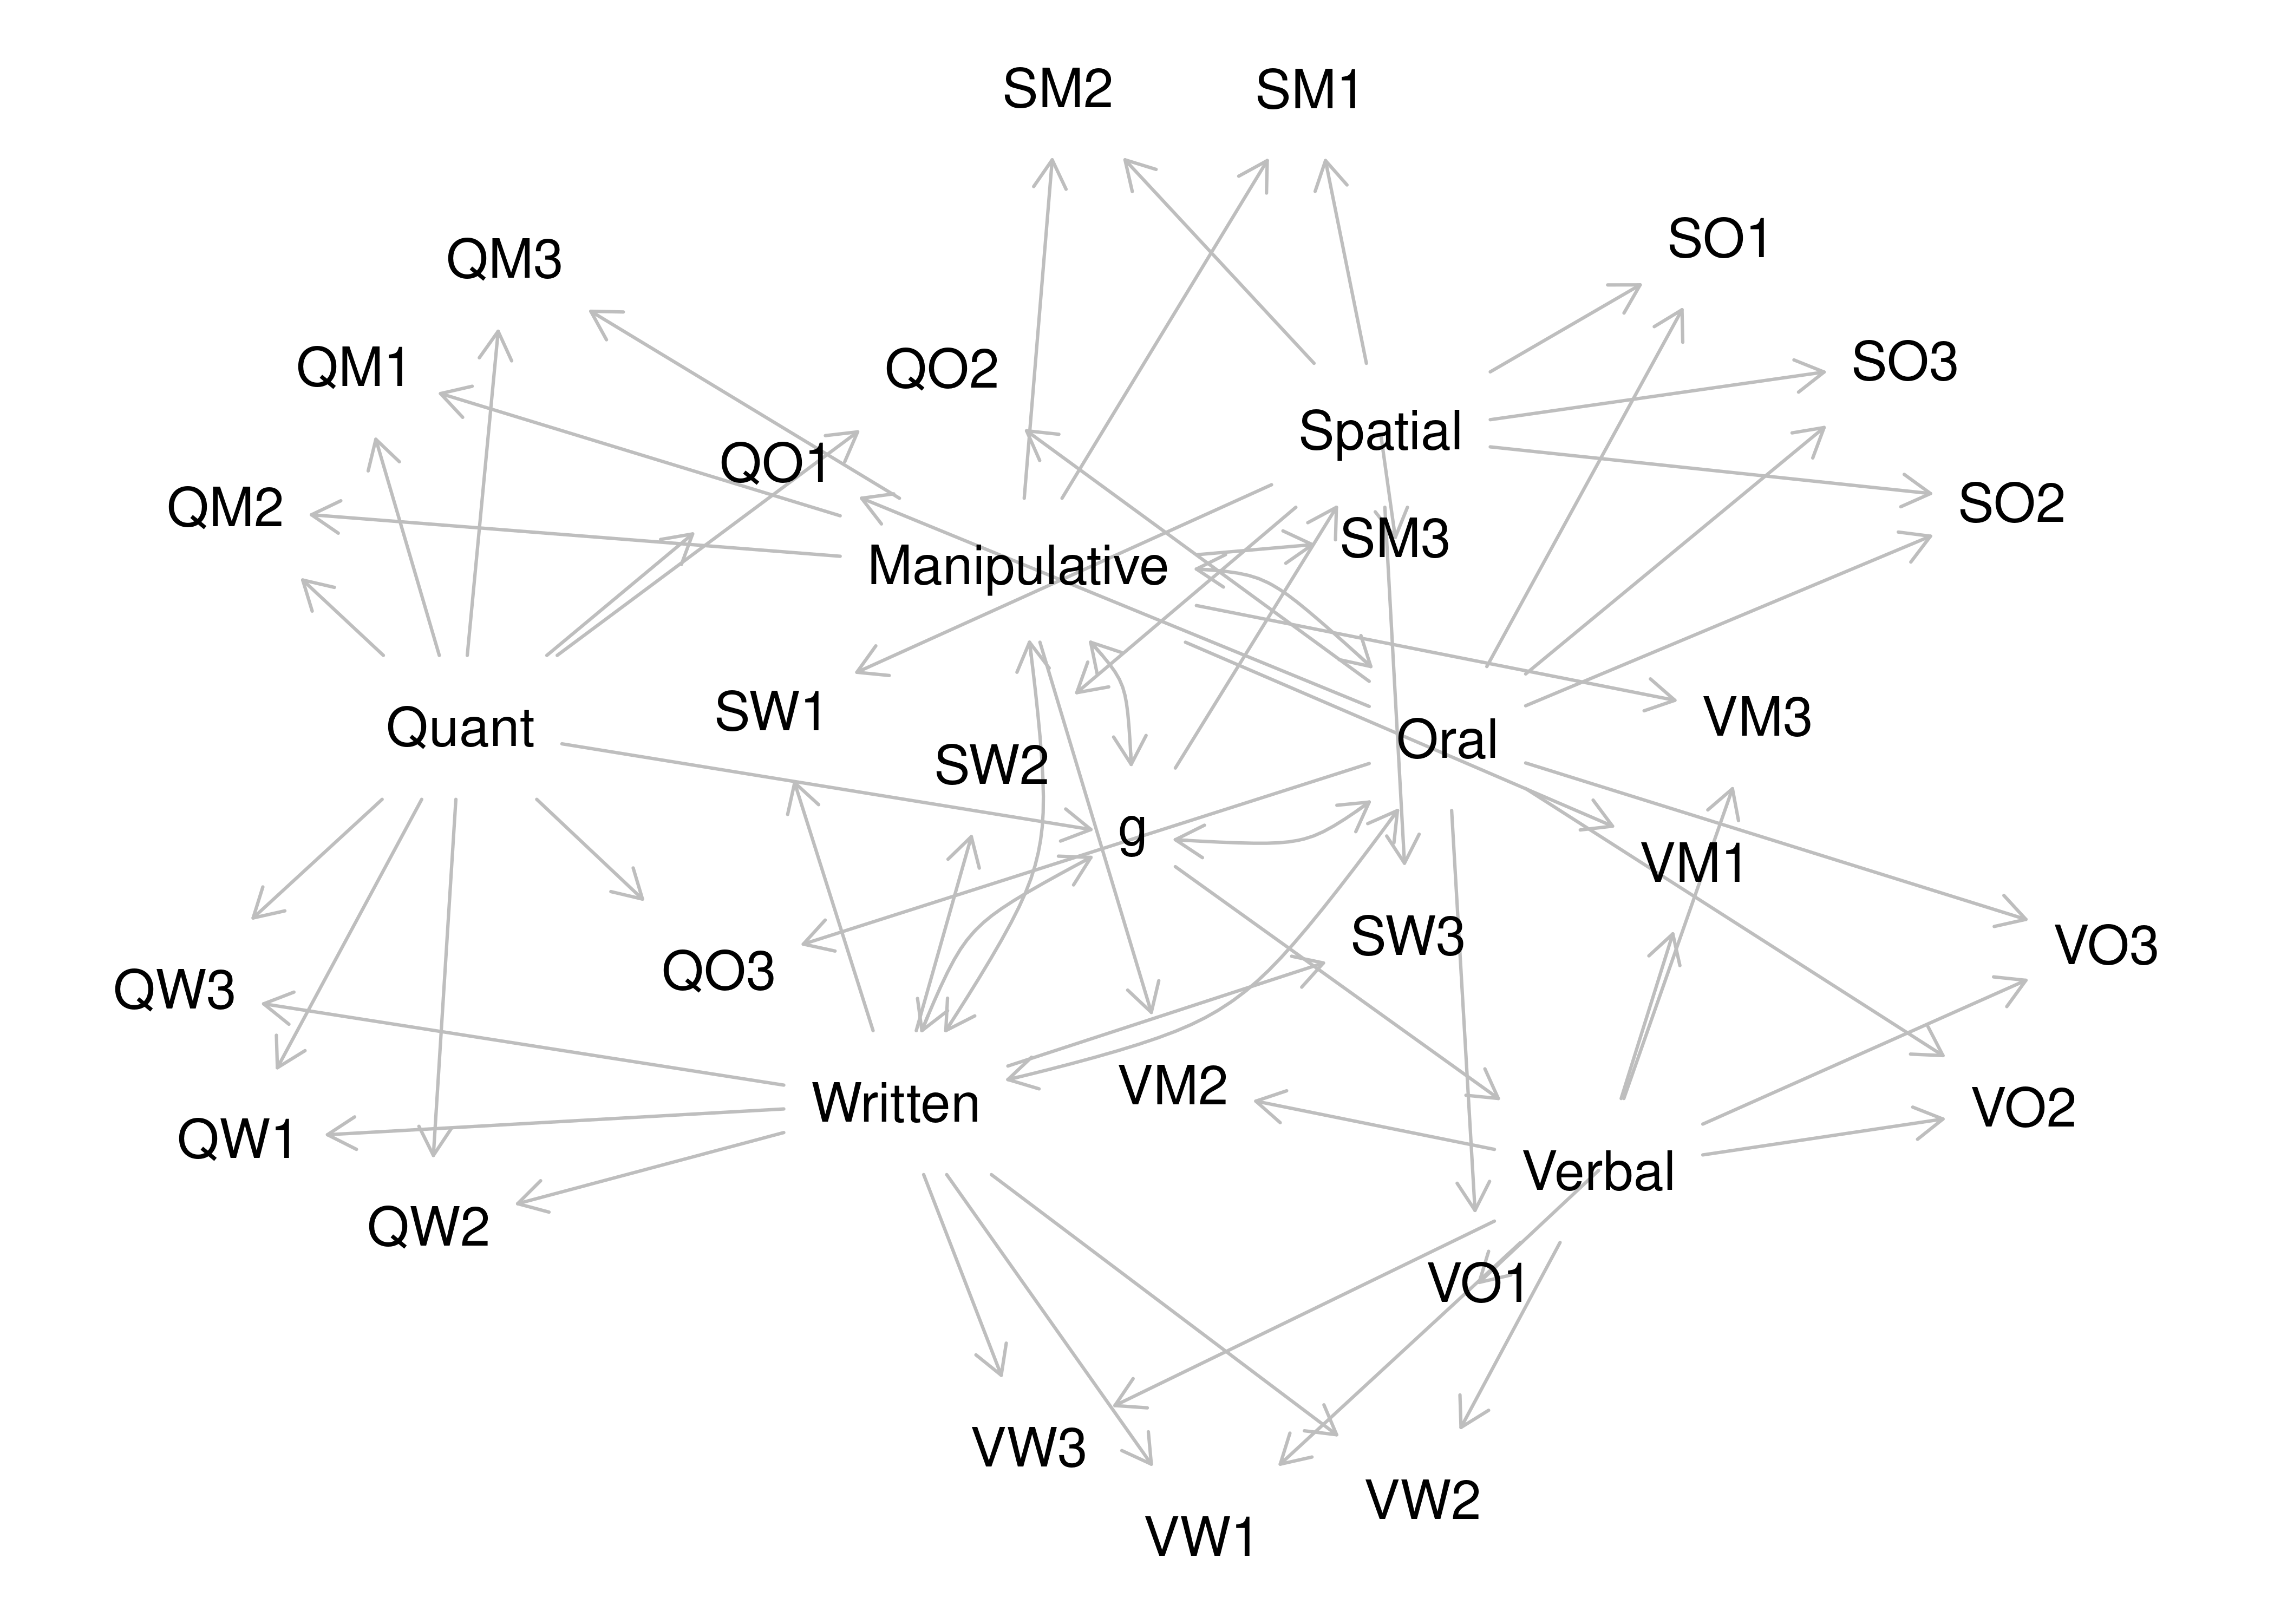 SM2
SM1
SO1
QM3
SO3
QM1
QO2
Spatial
QO1
SO2
QM2
SM3
Manipulative
SW1
VM3
Quant
Oral
SW2
g
VM1
SW3
VO3
QO3
QW3
VM2
Written
VO2
QW1
Verbal
QW2
VO1
VW3
VW2
VW1